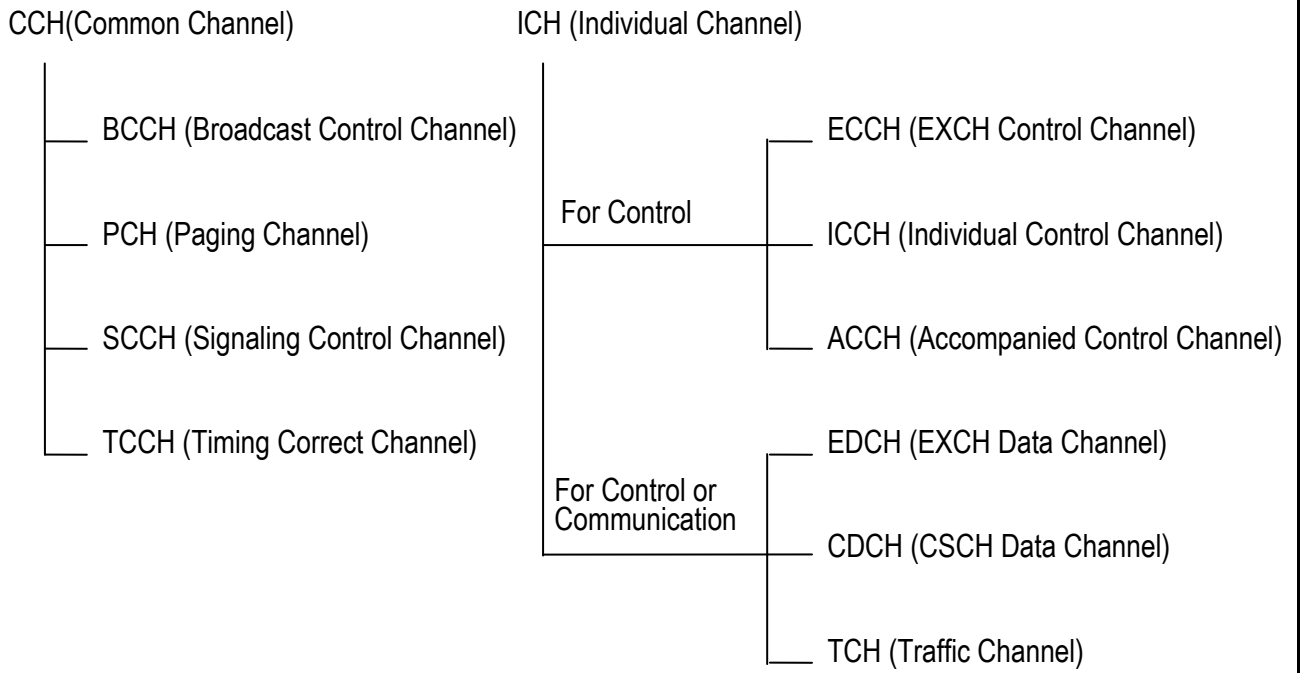 CCH(Common Channel)
BCCH (Broadcast Control Channel)
PCH (Paging Channel)
SCCH (Signaling Control Channel)
TCCH (Timing Correct Channel)
ICH (Individual Channel)
For Control
ECCH (EXCH Control Channel)
ICCH (Individual Control Channel)
ACCH (Accompanied Control Channel)
For Control or
Communication
EDCH (EXCH Data Channel)
CDCH (CSCH Data Channel)
TCH (Traffic Channel)